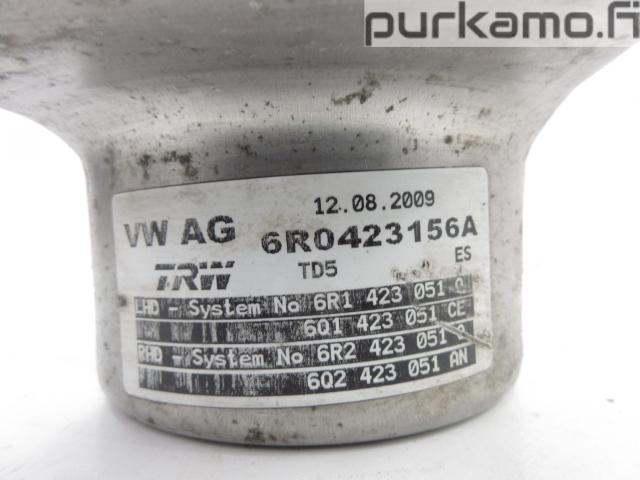 purkamo.fi
12.08.2009
VW AG 6R0423156A
TRW TD5 ES
LHD - System No 6R1 423 051
6Q1 423 051 CE
RHD - System No 6R2 423 051
6Q2 423 051 AN